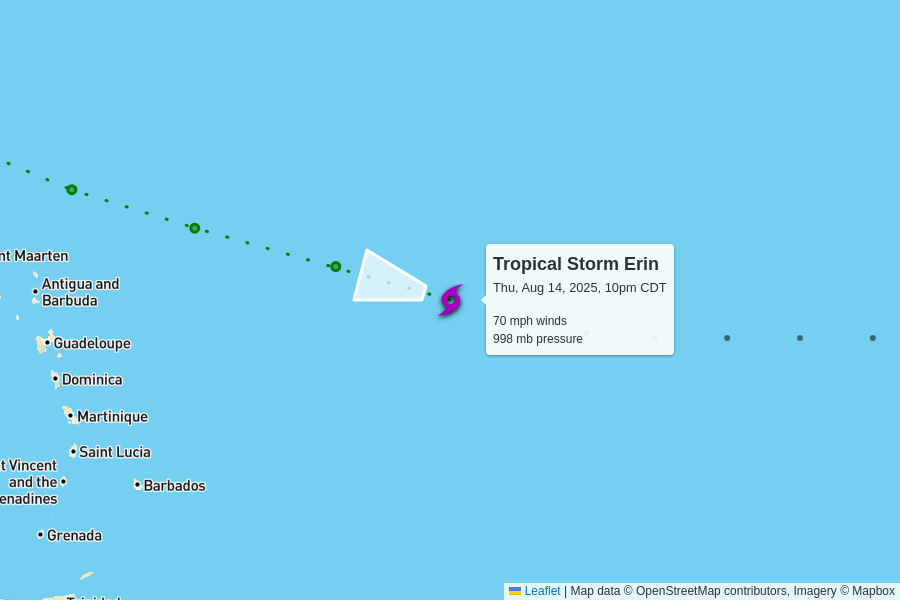 Tropical Storm Erin
Thu, Aug 14, 2025, 10pm CDT
70 mph winds
998 mb pressure
nt Maarten
Antigua and
Barbuda
Guadeloupe
Dominica
Martinique
Saint Lucia
t Vincent
and the
enadines
Barbados
Grenada
Leaflet | Map data © OpenStreetMap contributors, Imagery © Mapbox